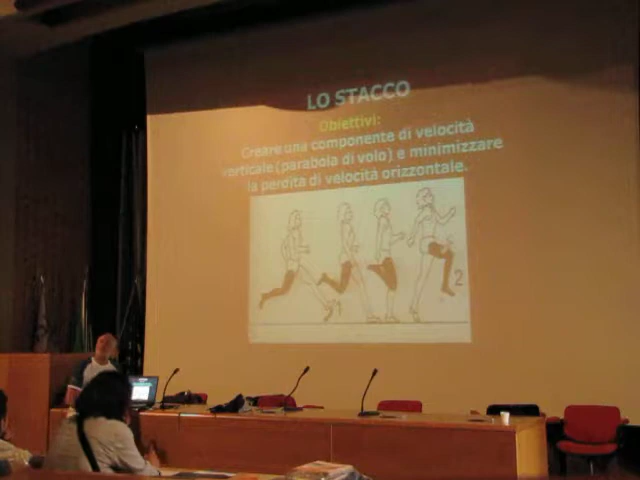 LO STACCO
Obiettivi:
Creare una componente di velocità
verticale (parabola di volo) e minimizzare
la perdita di velocità orizzontale.
1
2